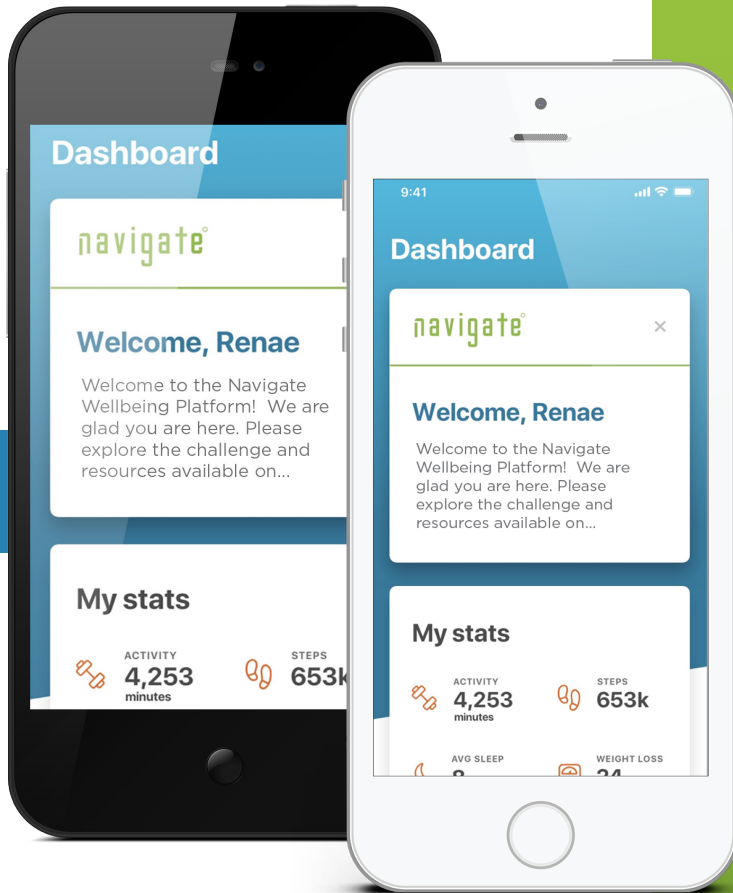 Dashboard
navigate
Welcome, Renae
Welcome to the Navigate
Wellbeing Platform!  We are
glad you are here. Please
explore the challenge and
resources available on...
My stats
ACTIVITY
4,253
minutes
STEPS
653k
9:41
Dashboard
navigate
Welcome, Renae
Welcome to the Navigate
Wellbeing Platform!  We are
glad you are here. Please
explore the challenge and
resources available on...
My stats
ACTIVITY
4,253
minutes
STEPS
653k
AVG SLEEP
WEIGHT LOSS